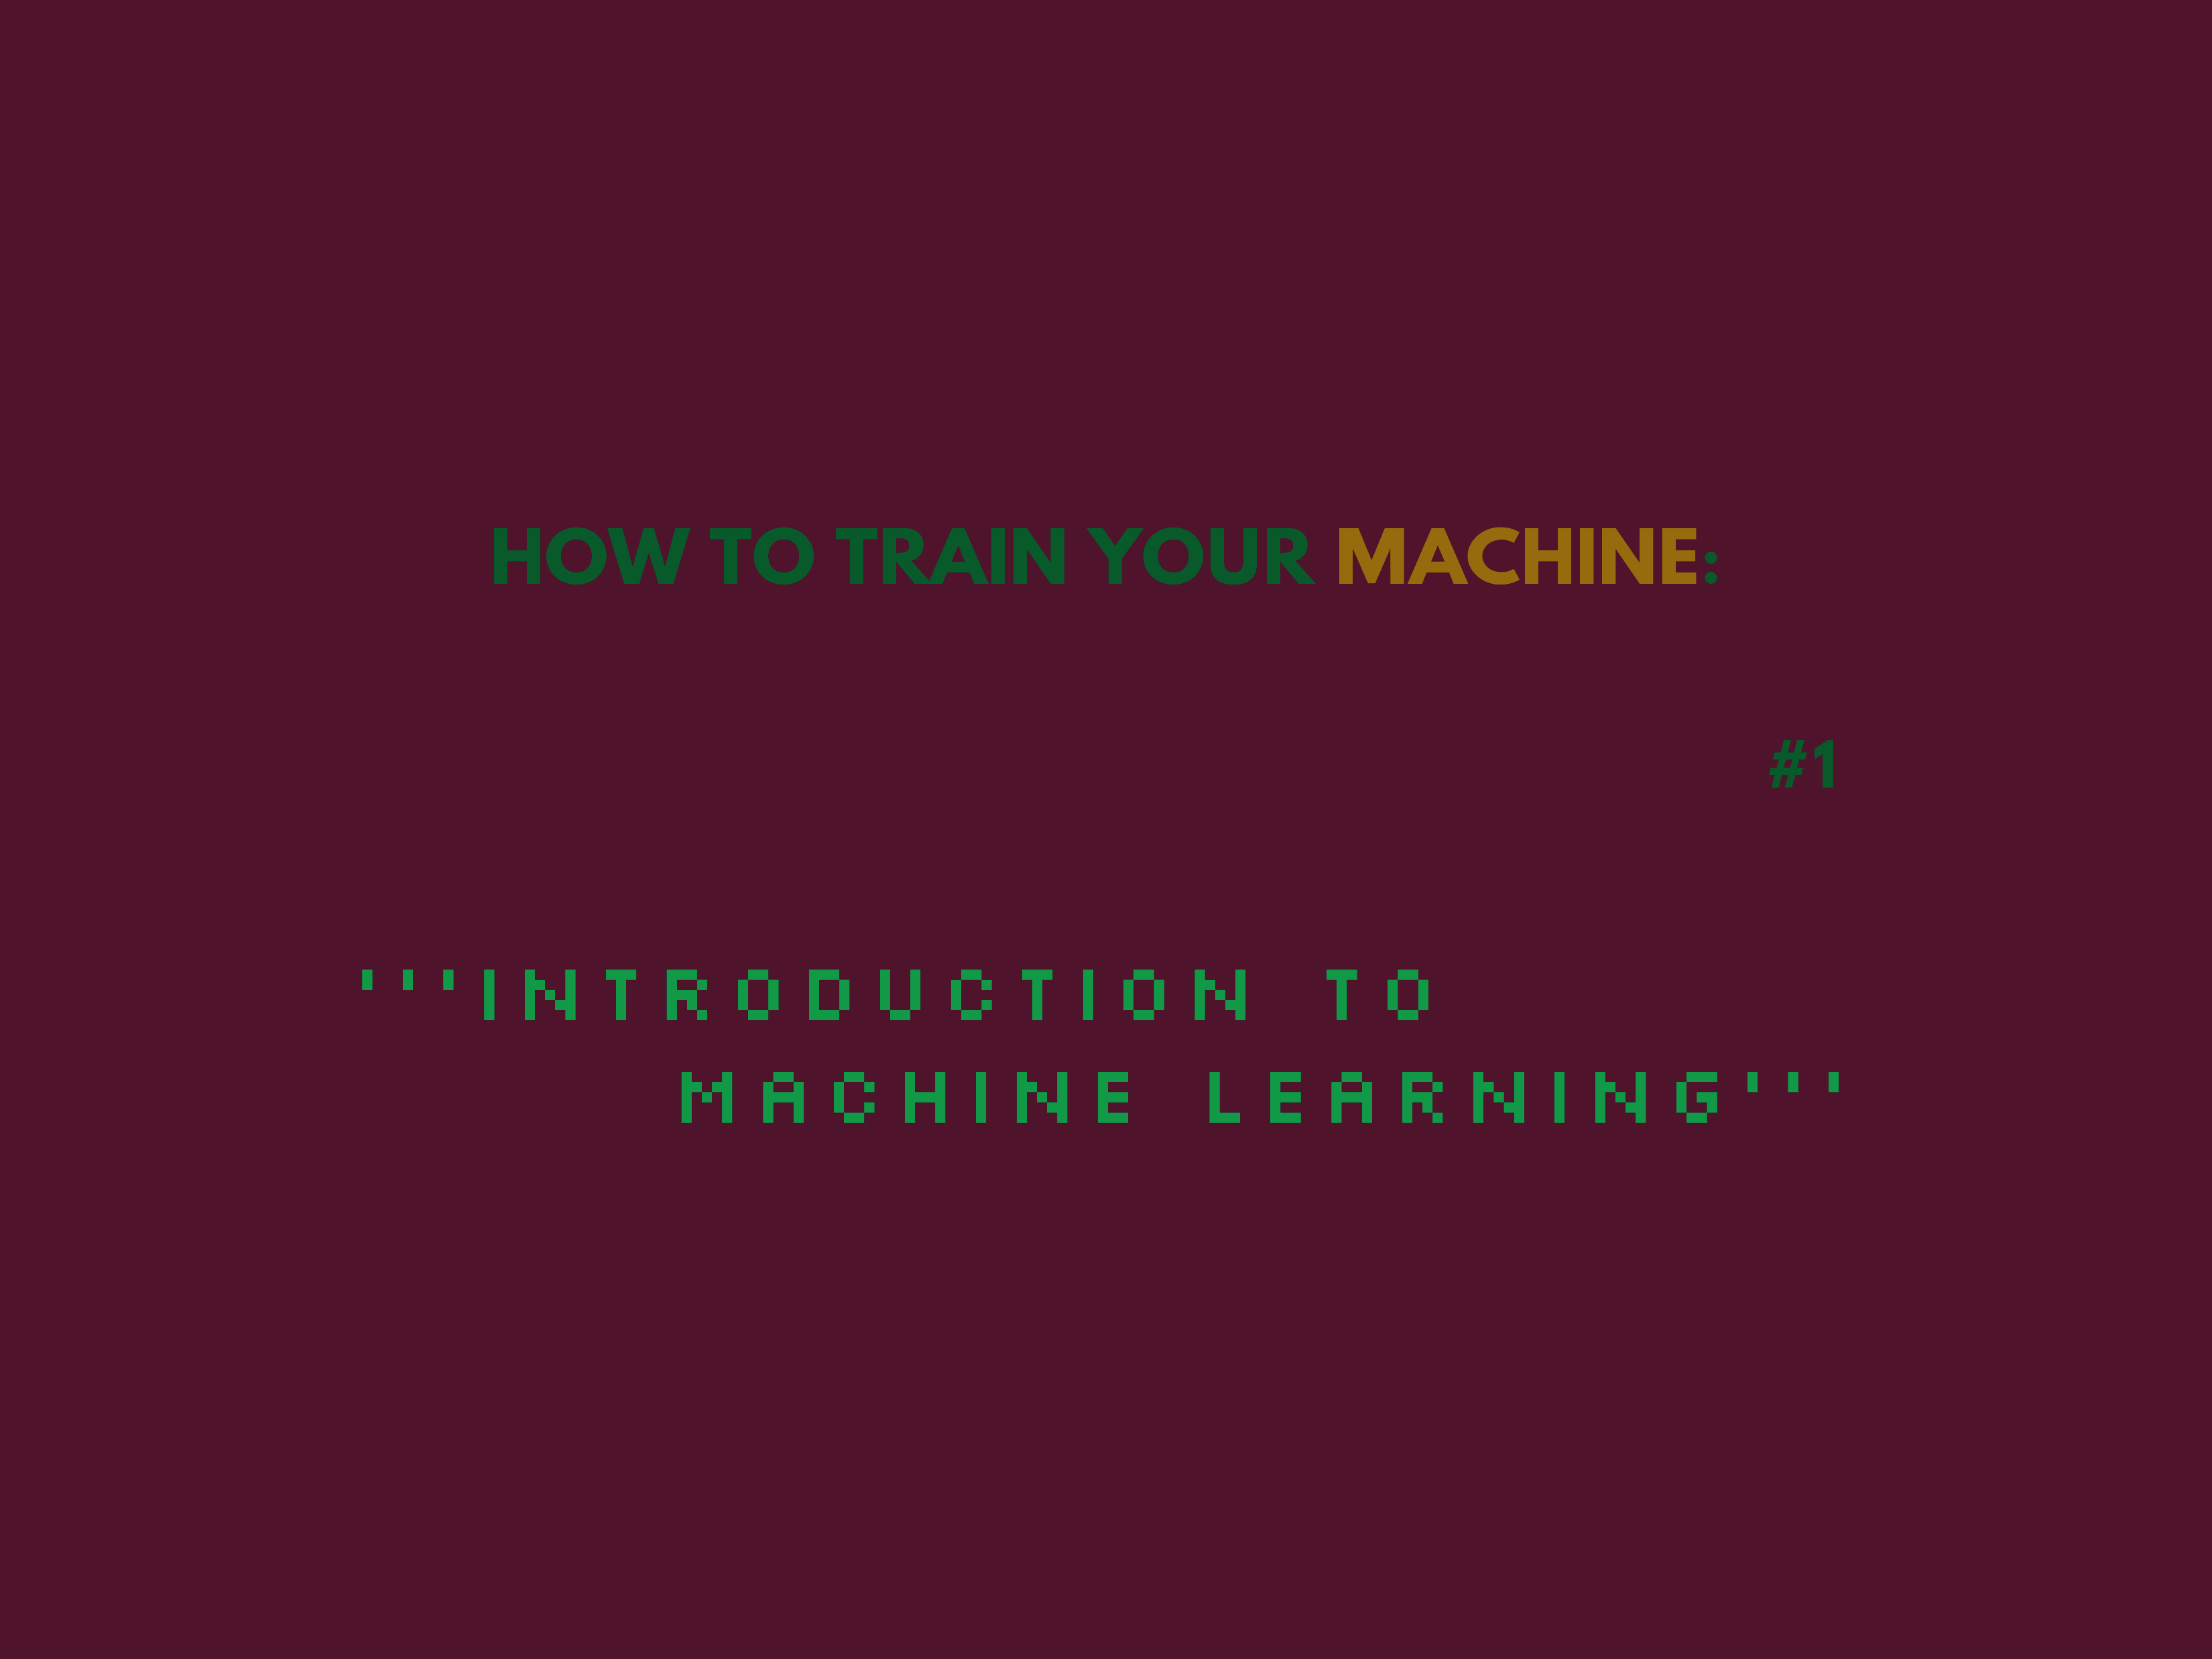 HOW TO TRAIN YOUR MACHINE:
#1
'''INTRODUCTION TO
MACHINE LEARNING'''